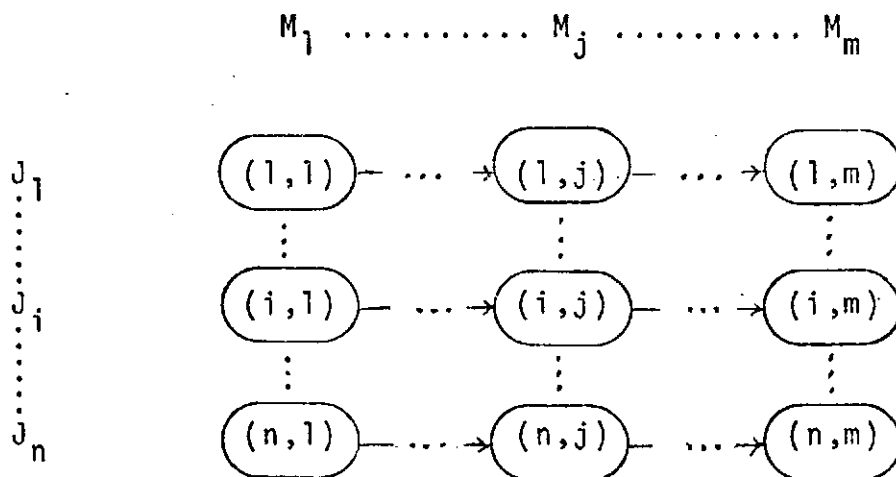 M₁ .......... Mⱼ .......... Mₘ
J₁ (1,1) ... (1,j) ... (1,m)
Jᵢ (i,1) ... (i,j) ... (i,m)
Jₙ (n,1) ... (n,j) ... (n,m)